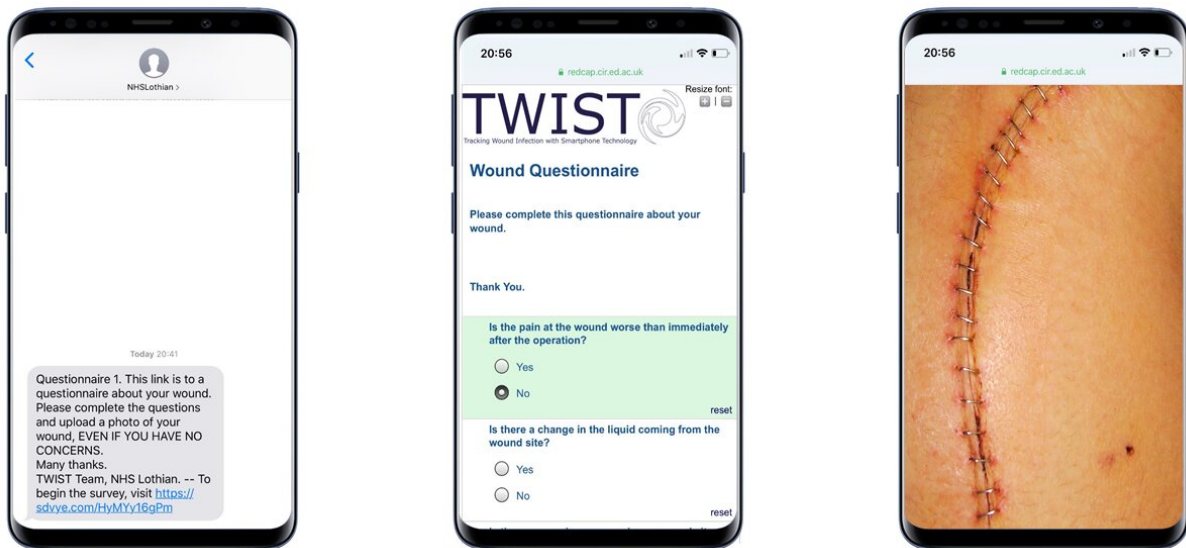 NHSLothian >
Today 20:41
Questionnaire 1. This link is to a
questionnaire about your wound.
Please complete the questions
and upload a photo of your
wound, EVEN IF YOU HAVE NO
CONCERNS.
Many thanks.
TWIST Team, NHS Lothian. -- To
begin the survey, visit https://
sdvye.com/HyMYy16gPm
20:56
redcap.cir.ed.ac.uk
Resize font:
TWIST
Tracking Wound Infection with Smartphone Technology
Wound Questionnaire
Please complete this questionnaire about your
wound.
Thank You.
Is the pain at the wound worse than immediately
after the operation?
Yes
No
reset
Is there a change in the liquid coming from the
wound site?
Yes
No
reset
20:56
redcap.cir.ed.ac.uk